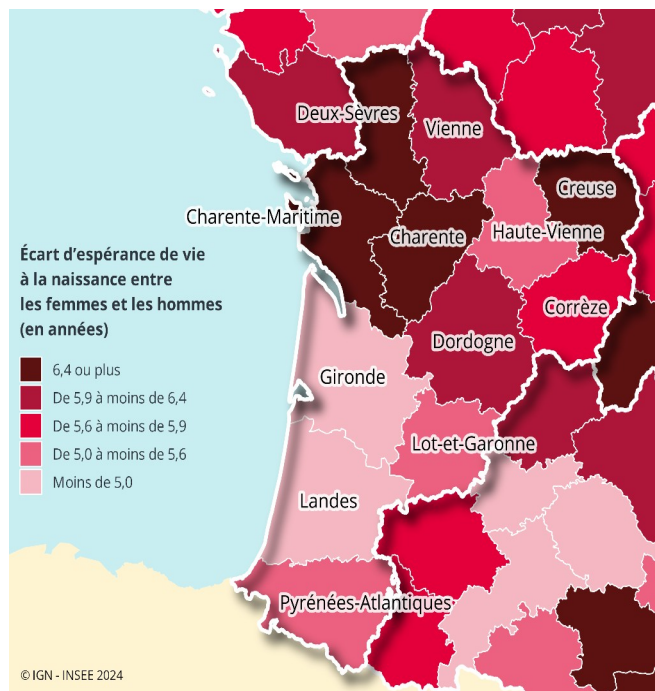 Deux-Sèvres
Vienne
Creuse
Charente-Maritime
Charente
Haute-Vienne
Écart d’espérance de vie
à la naissance entre
les femmes et les hommes
(en années)
Corrèze
Dordogne
6,4 ou plus
Gironde
De 5,9 à moins de 6,4
De 5,6 à moins de 5,9
De 5,0 à moins de 5,6
Lot-et-Garonne
Moins de 5,0
Landes
Pyrénées-Atlantiques
© IGN - INSEE 2024